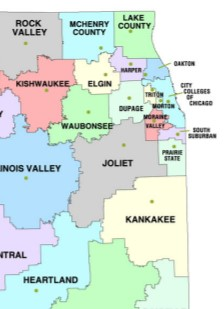 ROCK
VALLEY
MCHENRY
COUNTY
LAKE
COUNTY
KISHWAUKEE
ELGIN
HARPER
OAKTON
CITY
COLLEGES
OF
CHICAGO
TRITON
MORTON
DUPAGE
MORAINE
VALLEY
WAUBONSEE
SOUTH
SUBURBAN
PRAIRIE
STATE
JOLIET
INOIS VALLEY
KANKAKEE
NTRAL
HEARTLAND